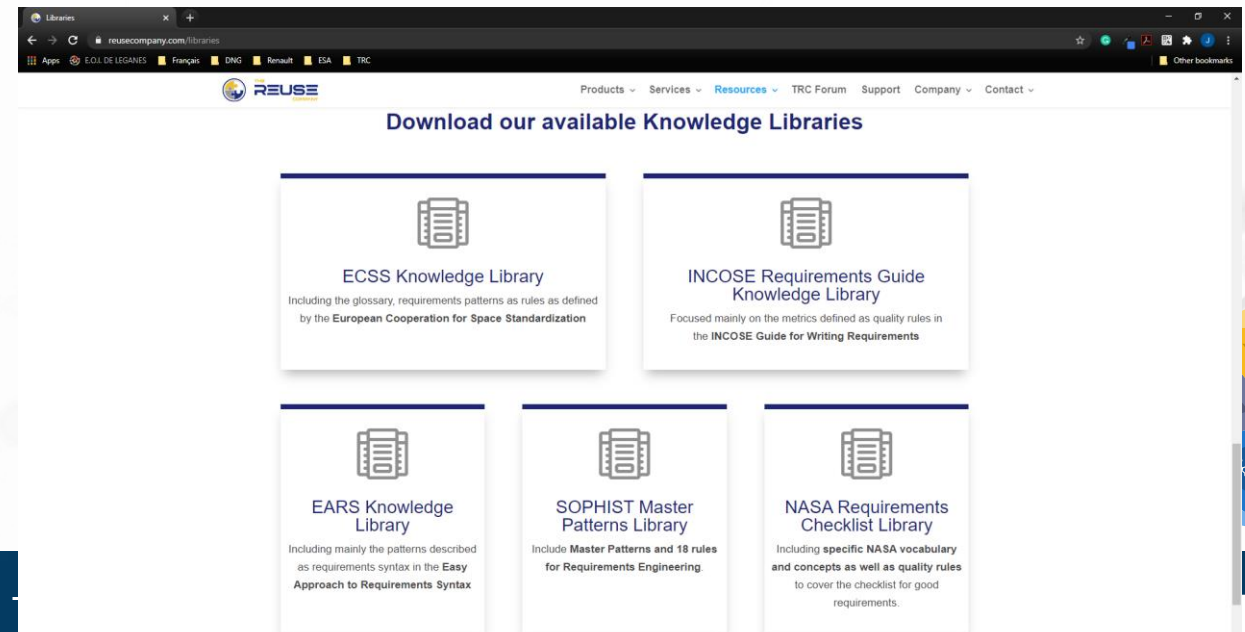 Libraries
reusecompany.com/libraries
Apps E.O.I. DE LEGANES Français DNG Renault ESA TRC Other bookmarks
THE REUSE COMPANY
Products Services Resources TRC Forum Support Company Contact
Download our available Knowledge Libraries
ECSS Knowledge Library
Including the glossary, requirements patterns as rules as defined
by the European Cooperation for Space Standardization
INCOSE Requirements Guide
Knowledge Library
Focused mainly on the metrics defined as quality rules in
the INCOSE Guide for Writing Requirements
EARS Knowledge
Library
Including mainly the patterns described
as requirements syntax in the Easy
Approach to Requirements Syntax
SOPHIST Master
Patterns Library
Include Master Patterns and 18 rules
for Requirements Engineering.
NASA Requirements
Checklist Library
Including specific NASA vocabulary
and concepts as well as quality rules
to cover the checklist for good
requirements.